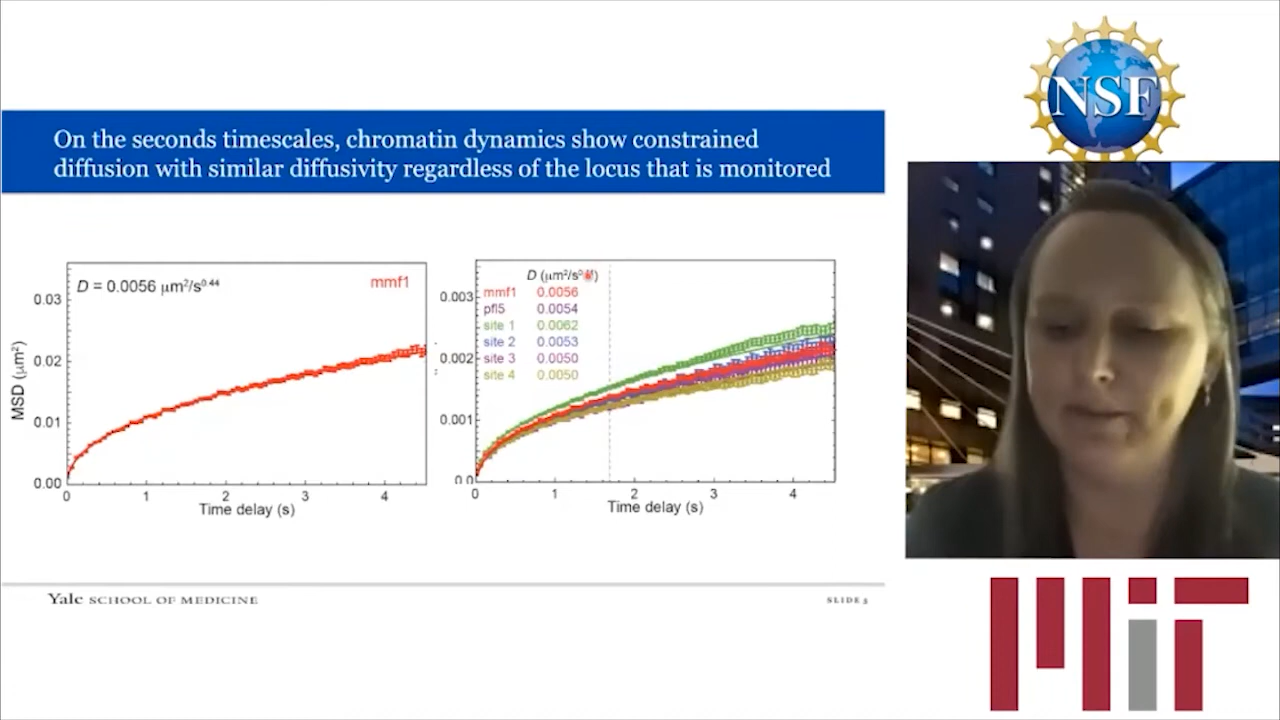 NSF
On the seconds timescales, chromatin dynamics show constrained
diffusion with similar diffusivity regardless of the locus that is monitored
D = 0.0056 μm²/s⁰·⁴⁴
mmf1
0.03
0.02
0.01
0.00
MSD (μm²)
0 1 2 3 4
Time delay (s)
D (μm²/s
mmf1 0.0056
pfl5 0.0054
site 1 0.0062
site 2 0.0053
site 3 0.0050
site 4 0.0050
0.003
0.002
0.001
0.0
0 1 2 3 4
Time delay (s)
Yale SCHOOL OF MEDICINE
SLIDE 5
MIT